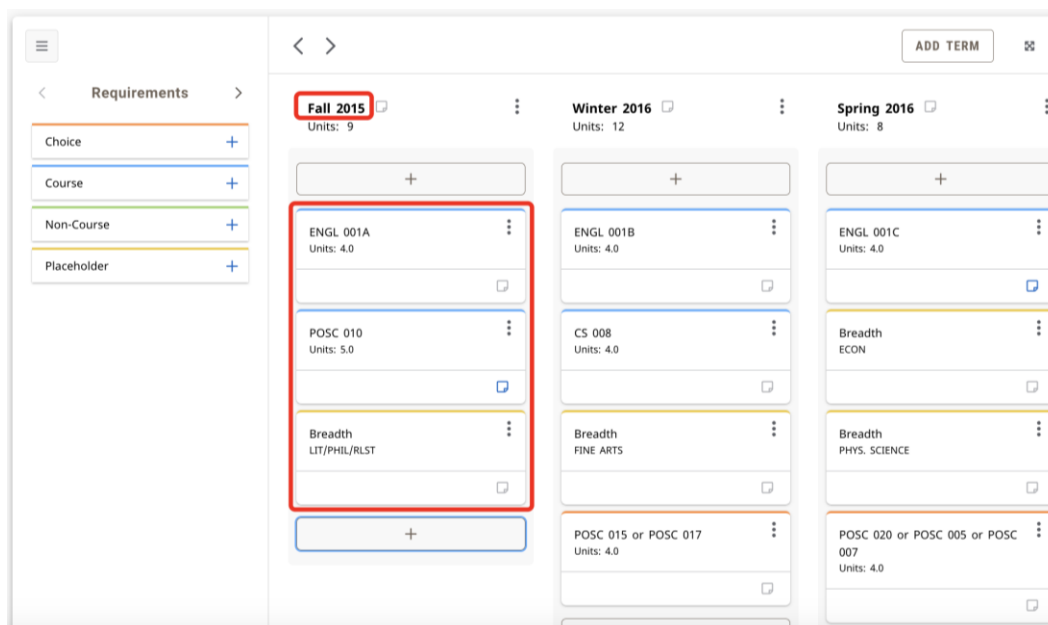 ADD TERM
Requirements
Choice
Course
Non-Course
Placeholder
Fall 2015
Units: 9
ENGL 001A
Units: 4.0
POSC 010
Units: 5.0
Breadth
LIT/PHIL/RLST
Winter 2016
Units: 12
ENGL 001B
Units: 4.0
CS 008
Units: 4.0
Breadth
FINE ARTS
POSC 015 or POSC 017
Units: 4.0
Spring 2016
Units: 8
ENGL 001C
Units: 4.0
Breadth
ECON
Breadth
PHYS. SCIENCE
POSC 020 or POSC 005 or POSC
007
Units: 4.0